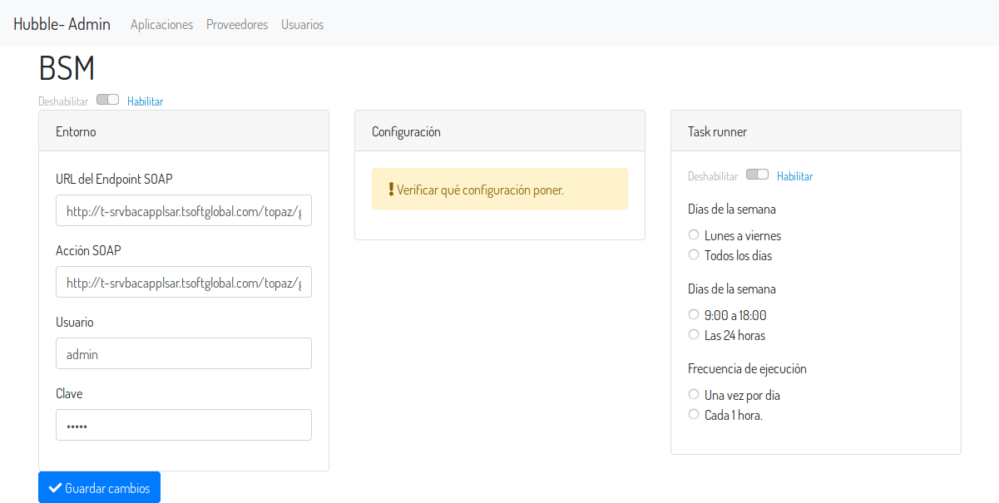 Hubble- Admin Aplicaciones Proveedores Usuarios
BSM
Deshabilitar Habilitar
Entorno
URL del Endpoint SOAP
http://t-srvbacapplsar.tsoftglobal.com/topaz/g
Acción SOAP
http://t-srvbacapplsar.tsoftglobal.com/topaz/g
Usuario
admin
Clave
•••••
Guardar cambios
Configuración
Verificar qué configuración poner.
Task runner
Deshabilitar Habilitar
Dias de la semana
Lunes a viernes
Todos los dias
Dias de la semana
9:00 a 18:00
Las 24 horas
Frecuencia de ejecución
Una vez por dia
Cada 1 hora.